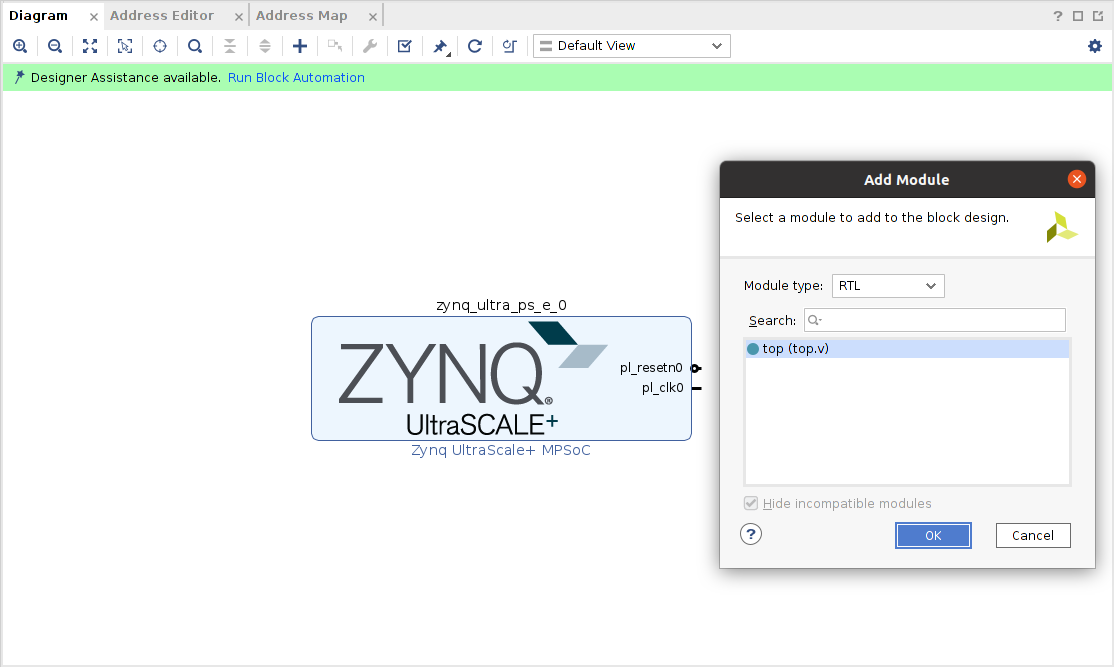 Diagram
Address Editor
Address Map
?
Default View
Designer Assistance available. Run Block Automation
Add Module
Select a module to add to the block design.
Module type: RTL
Search:
top (top.v)
Hide incompatible modules
?
OK
Cancel
zynq_ultra_ps_e_0
ZYNQ®
UltraSCALE+
pl_resetn0
pl_clk0
Zynq UltraScale+ MPSoC